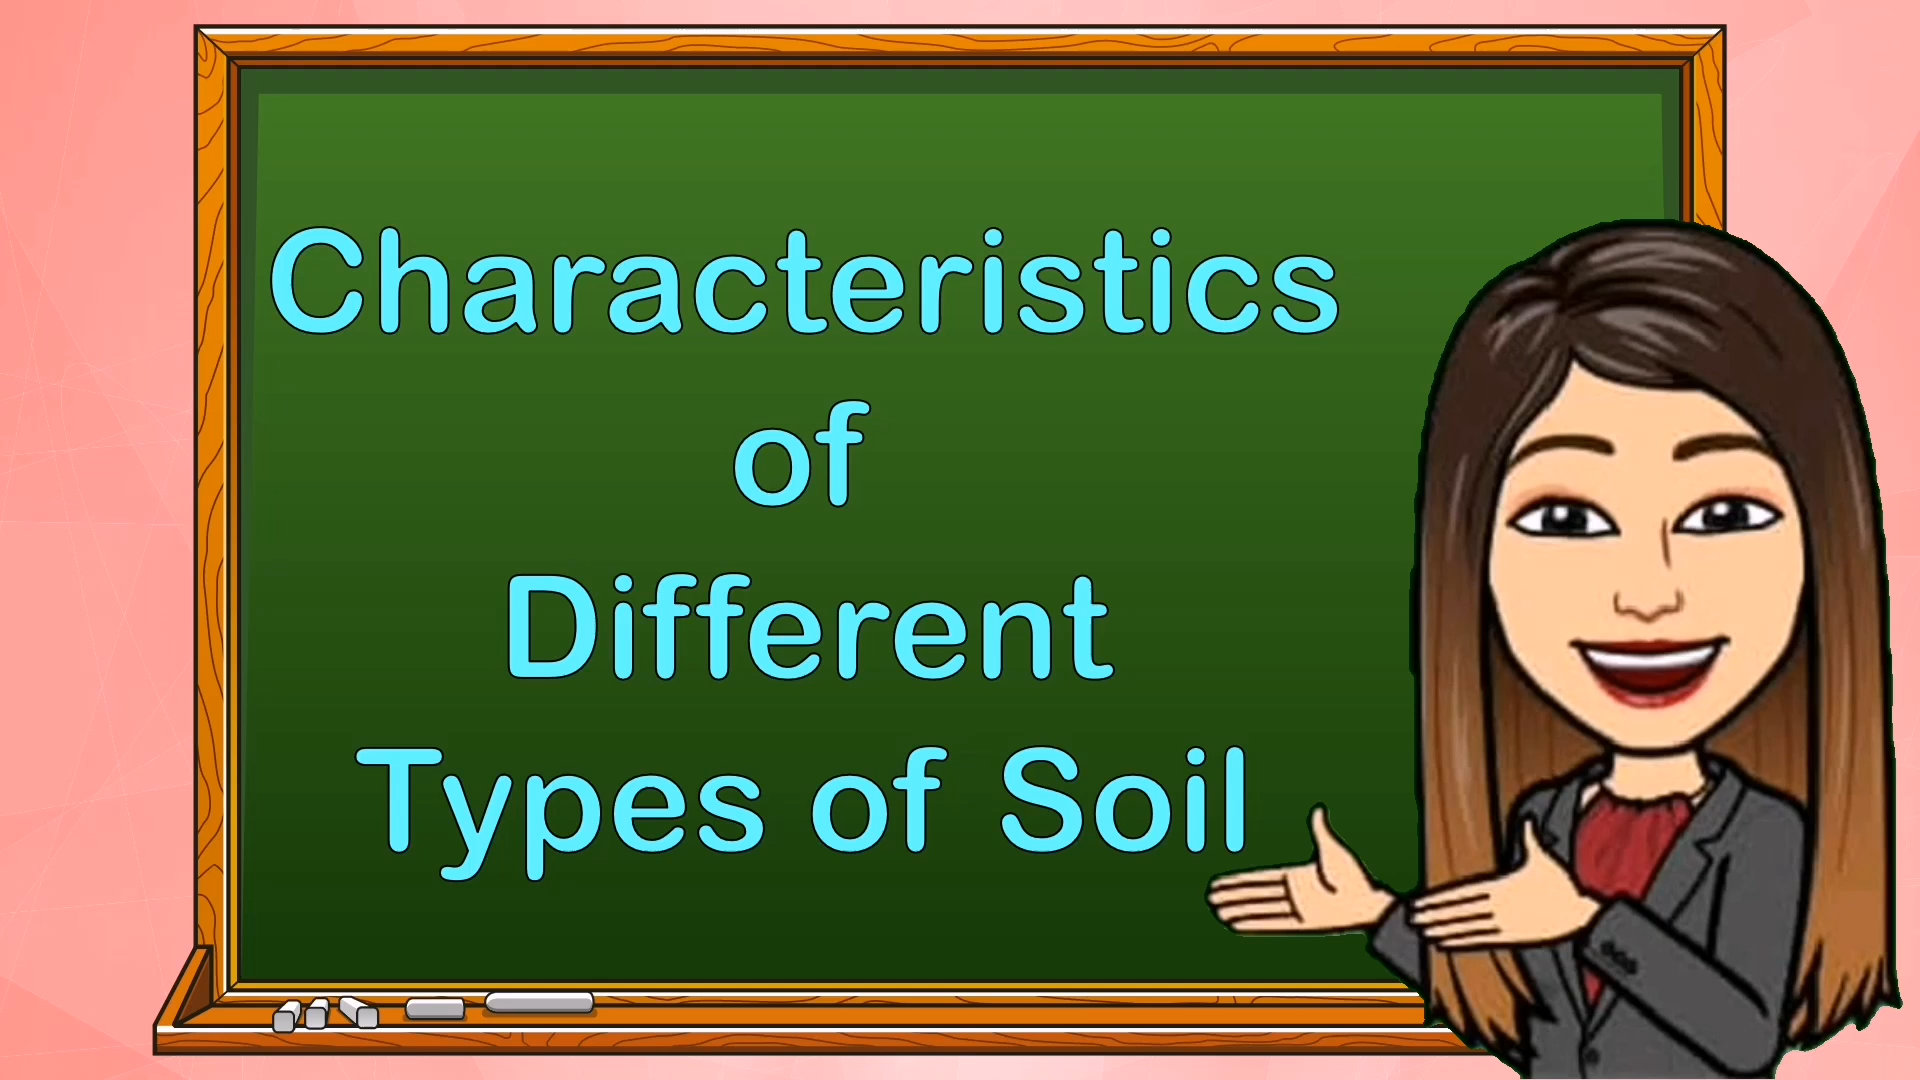 Characteristics
of
Different
Types of Soil